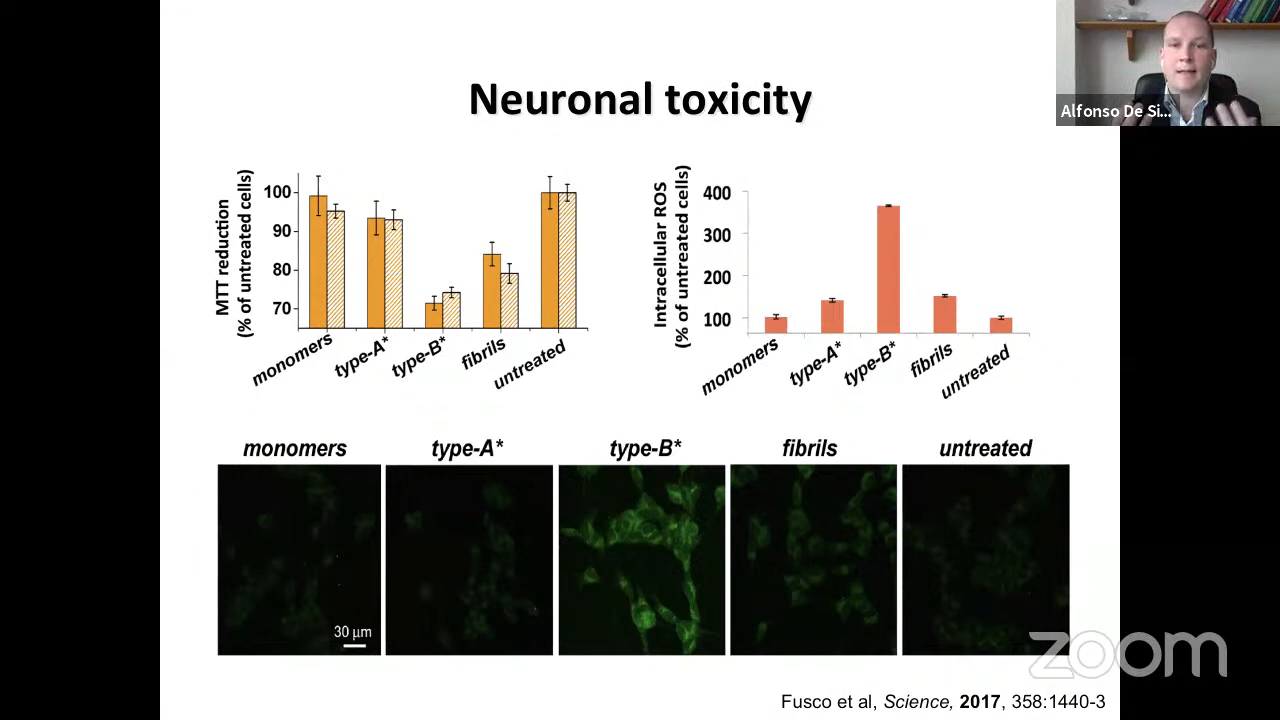 Neuronal toxicity
Alfonso De Si...
MTT reduction
(% of untreated cells)
100
90
80
70
monomers
type-A*
type-B*
fibrils
untreated
Intracellular ROS
(% of untreated cells)
400
300
200
100
monomers
type-A*
type-B*
fibrils
untreated
monomers
type-A*
type-B*
fibrils
untreated
30 μm
zoom
Fusco et al, Science, 2017, 358:1440-3